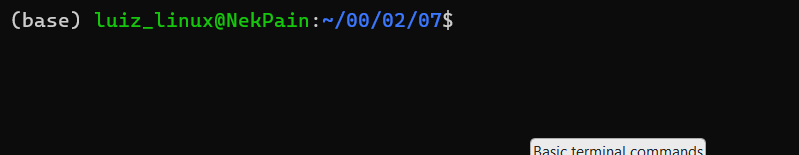 (base) luiz_linux@NekPain:~/00/02/07$
Basic terminal commands